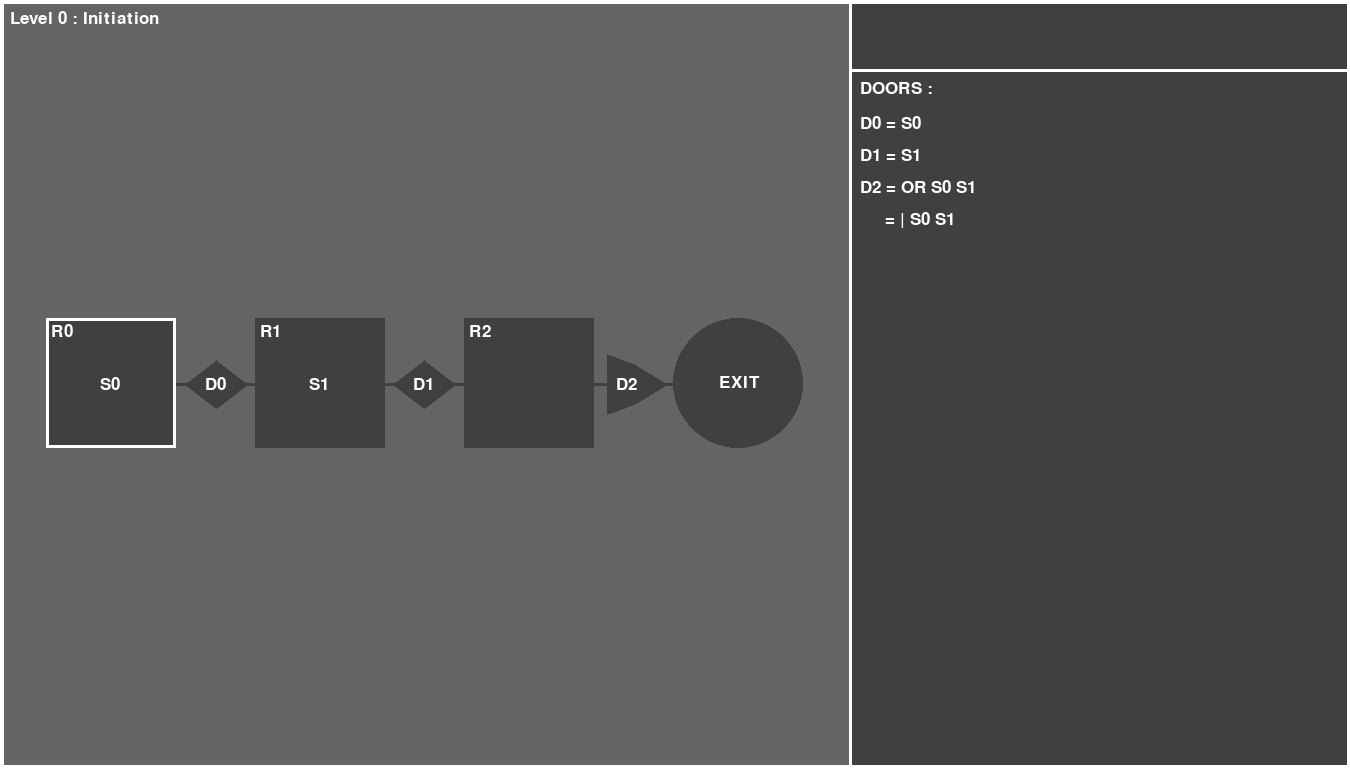 Level 0 : Initiation
DOORS :
D0 = S0
D1 = S1
D2 = OR S0 S1
= | S0 S1
R0
R1
R2
S0
D0
S1
D1
D2
EXIT